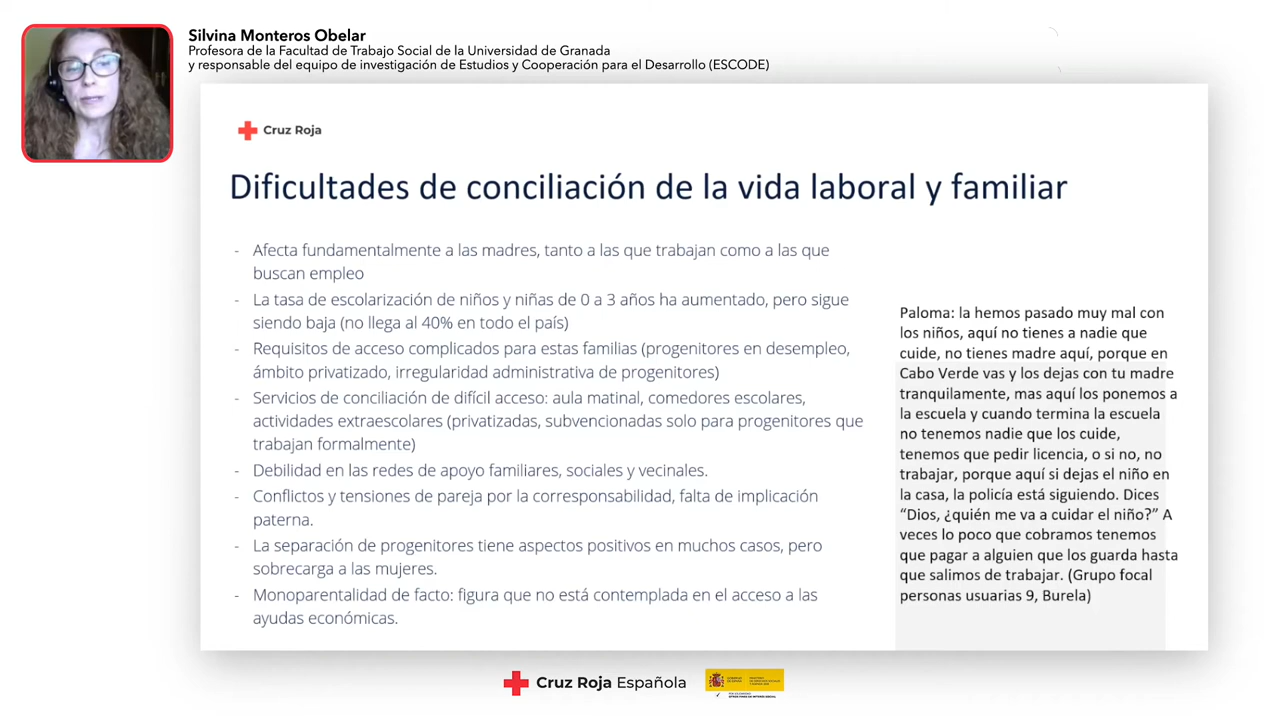 Silvina Monteros Obelar
Profesora de la Facultad de Trabajo Social de la Universidad de Granada
y responsable del equipo de investigación de Estudios y Cooperación para el Desarrollo (ESCODE)
Cruz Roja
Dificultades de conciliación de la vida laboral y familiar
- Afecta fundamentalmente a las madres, tanto a las que trabajan como a las que
buscan empleo
- La tasa de escolarización de niños y niñas de 0 a 3 años ha aumentado, pero sigue
siendo baja (no llega al 40% en todo el país)
- Requisitos de acceso complicados para estas familias (progenitores en desempleo,
ámbito privatizado, irregularidad administrativa de progenitores)
- Servicios de conciliación de difícil acceso: aula matinal, comedores escolares,
actividades extraescolares (privatizadas, subvencionadas solo para progenitores que
trabajan formalmente)
- Debilidad en las redes de apoyo familiares, sociales y vecinales.
- Conflictos y tensiones de pareja por la corresponsabilidad, falta de implicación
paterna.
- La separación de progenitores tiene aspectos positivos en muchos casos, pero
sobrecarga a las mujeres.
- Monoparentalidad de facto: figura que no está contemplada en el acceso a las
ayudas económicas.
Paloma: la hemos pasado muy mal con
los niños, aquí no tienes a nadie que
cuide, no tienes madre aquí, porque en
Cabo Verde vas y los dejas con tu madre
tranquilamente, mas aquí los ponemos a
la escuela y cuando termina la escuela
no tenemos nadie que los cuide,
tenemos que pedir licencia, o si no, no
trabajar, porque aquí si dejas el niño en
la casa, la policía está siguiendo. Dices
“Dios, ¿quién me va a cuidar el niño?” A
veces lo poco que cobramos tenemos
que pagar a alguien que los guarda hasta
que salimos de trabajar. (Grupo focal
personas usuarias 9, Burela)
Cruz Roja Española